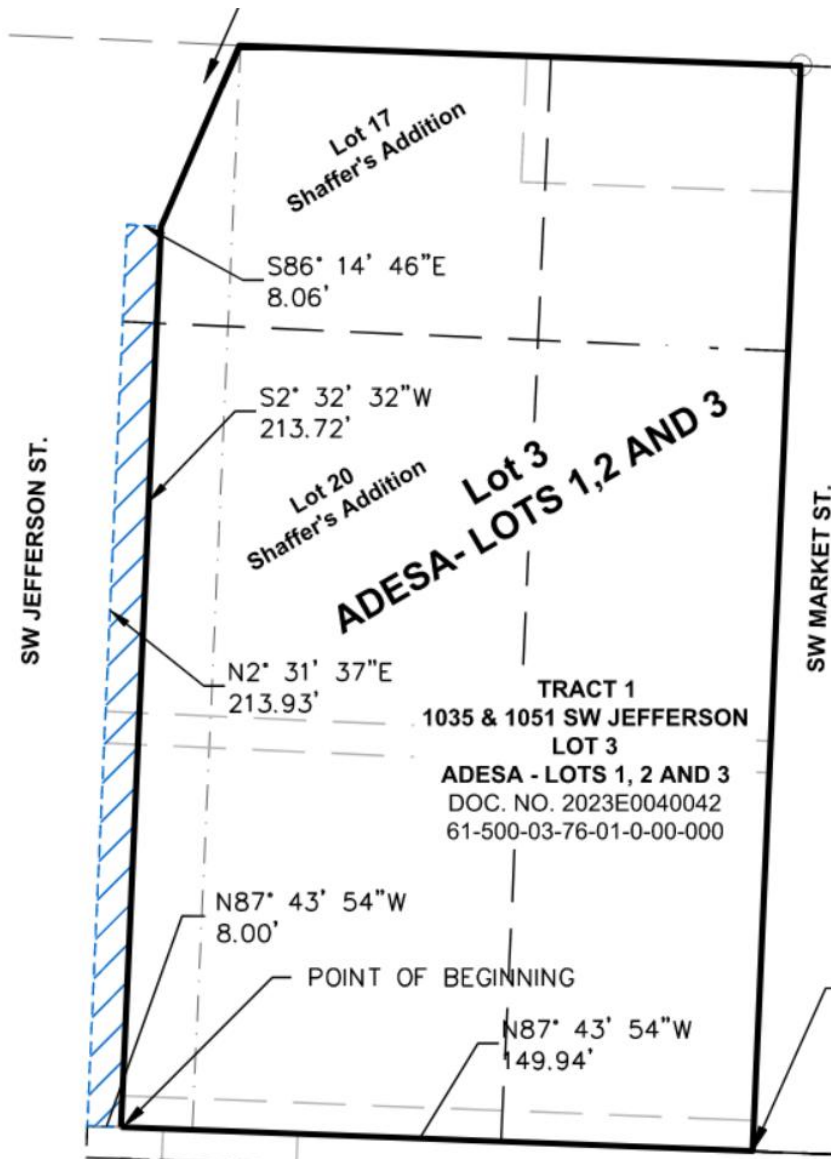 Lot 17
Shaffer's Addition
S86° 14' 46"E
8.06'
S2° 32' 32"W
213.72'
SW JEFFERSON ST.
Lot 20
Shaffer's Addition
Lot 3
ADESA- LOTS 1,2 AND 3
SW MARKET ST.
N2° 31' 37"E
213.93'
TRACT 1
1035 & 1051 SW JEFFERSON
LOT 3
ADESA - LOTS 1, 2 AND 3
DOC. NO. 2023E0040042
61-500-03-76-01-0-00-000
N87° 43' 54"W
8.00'
POINT OF BEGINNING
N87° 43' 54"W
149.94'